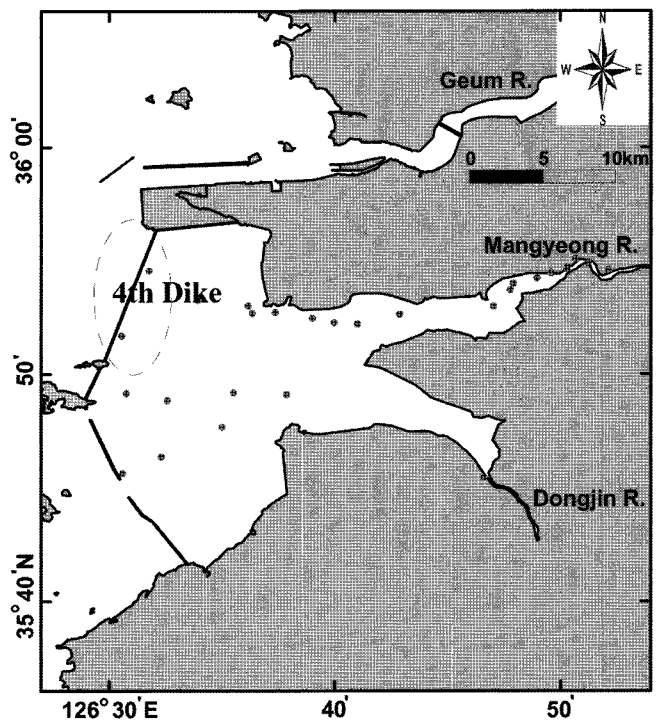 N
Geum R.
W E
S
36° 00'
0 5 10km
Mangyeong R.
4th Dike
50'
Dongjin R.
35° 40' N
126° 30' E 40' 50'